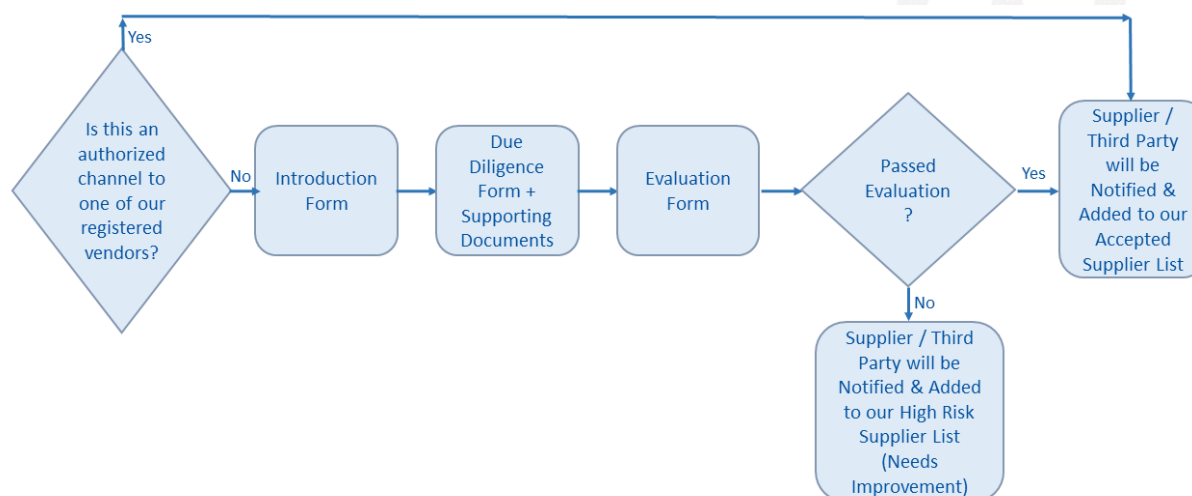 Yes
Is this an
authorized
channel to
one of our
registered
vendors?
No
Introduction
Form
Due
Diligence
Form +
Supporting
Documents
Evaluation
Form
Passed
Evaluation
?
Yes
Supplier /
Third Party
will be
Notified &
Added to our
Accepted
Supplier List
No
Supplier / Third
Party will be
Notified & Added
to our High Risk
Supplier List
(Needs
Improvement)